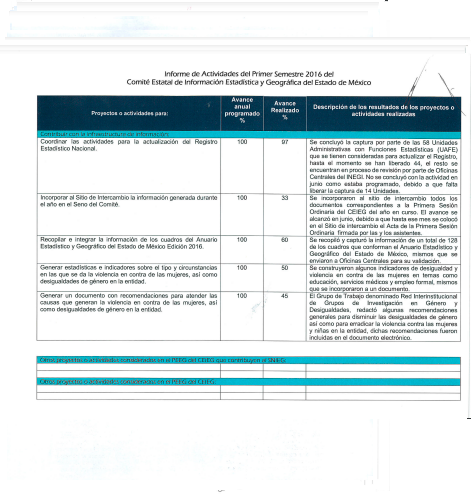 Informe de Actividades del Primer Semestre 2016 del
Comité Estatal de Información Estadística y Geográfica del Estado de México
Proyectos o actividades para:
Avance
anual
programado
%
Avance
Realizado
%
Descripción de los resultados de los proyectos o
actividades realizadas
Contribuir con la infraestructura de información:
Coordinar las actividades para la actualización del Registro
Estadístico Nacional.
100
97
Se concluyó la captura por parte de las 58 Unidades
Administrativas con Funciones Estadísticas (UAFE)
que se tienen consideradas para actualizar el Registro,
hasta el momento se han liberado 44, el resto se
encuentran en proceso de revisión por parte de Oficinas
Centrales del INEGI. No se concluyó con la actividad en
junio como estaba programado, debido a que falta
liberar la captura de 14 Unidades.
Incorporar al Sitio de Intercambio la información generada durante
el año en el Seno del Comité.
100
33
Se incorporaron al sitio de intercambio todos los
documentos correspondientes a la Primera Sesión
Ordinaria del CEIEG del año en curso. El avance se
alcanzó en junio, debido a que hasta ese mes se colocó
en el Sitio de intercambio el Acta de la Primera Sesión
Ordinaria firmada por las y los asistentes.
Recopilar e integrar la información de los cuadros del Anuario
Estadístico y Geográfico del Estado de México Edición 2016.
100
60
Se recopiló y capturó la información de un total de 128
de los cuadros que conforman el Anuario Estadístico y
Geográfico del Estado de México, mismos que se
enviaron a Oficinas Centrales para su validación.
Generar estadísticas e indicadores sobre el tipo y circunstancias
en las que se da la violencia en contra de las mujeres, así como
desigualdades de género en la entidad.
100
50
Se construyeron algunos indicadores de desigualdad y
violencia en contra de las mujeres en temas como
educación, servicios médicos y empleo formal, mismos
que se incorporaron a un documento.
Generar un documento con recomendaciones para atender las
causas que generan la violencia en contra de las mujeres, así
como desigualdades de género en la entidad.
100
45
El Grupo de Trabajo denominado Red Interinstitucional
de Grupos de Investigación en Género y
Desigualdades, redactó algunas recomendaciones
generales para disminuir las desigualdades de género
así como para erradicar la violencia contra las mujeres
y niñas en la entidad, dichas recomendaciones fueron
incluidas en el documento electrónico.
Otros proyectos o actividades consideradas en el PEEG del CEIEG que contribuyen al SNIEG:
Otros proyectos o actividades consideradas en el PEEG del CEIEG: